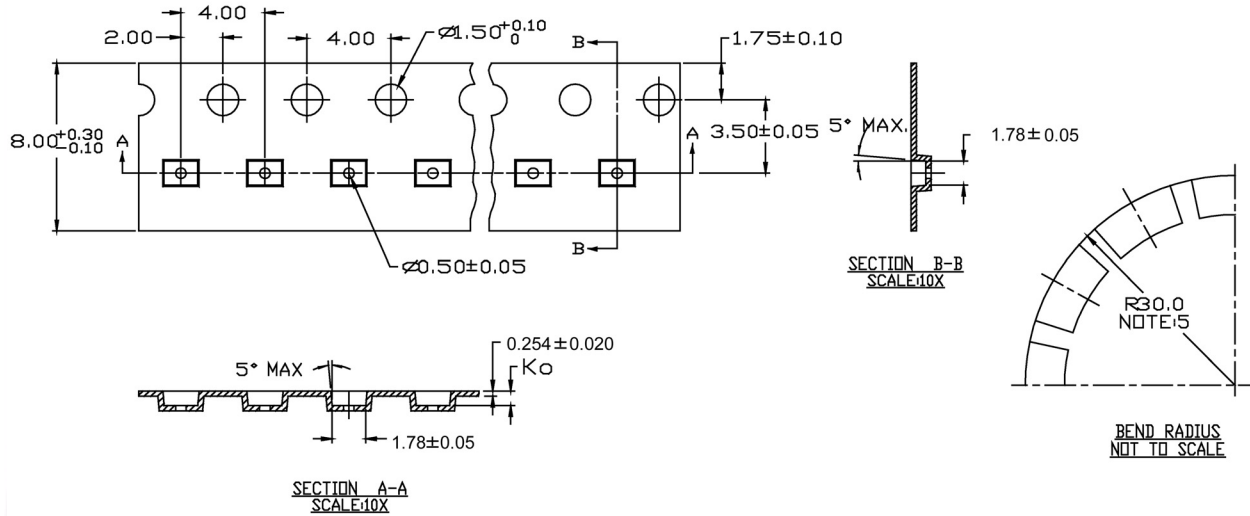 4.00
2.00
4.00
Ø1.50 +0.10
0
B
1.75±0.10
8.00 +0.30
-0.10
A
A
3.50±0.05
B
Ø0.50±0.05
5° MAX.
1.78±0.05
SECTION B-B
SCALE:10X
R30.0
NOTE:5
BEND RADIUS
NOT TO SCALE
5° MAX
0.254±0.020
Ko
1.78±0.05
SECTION A-A
SCALE:10X